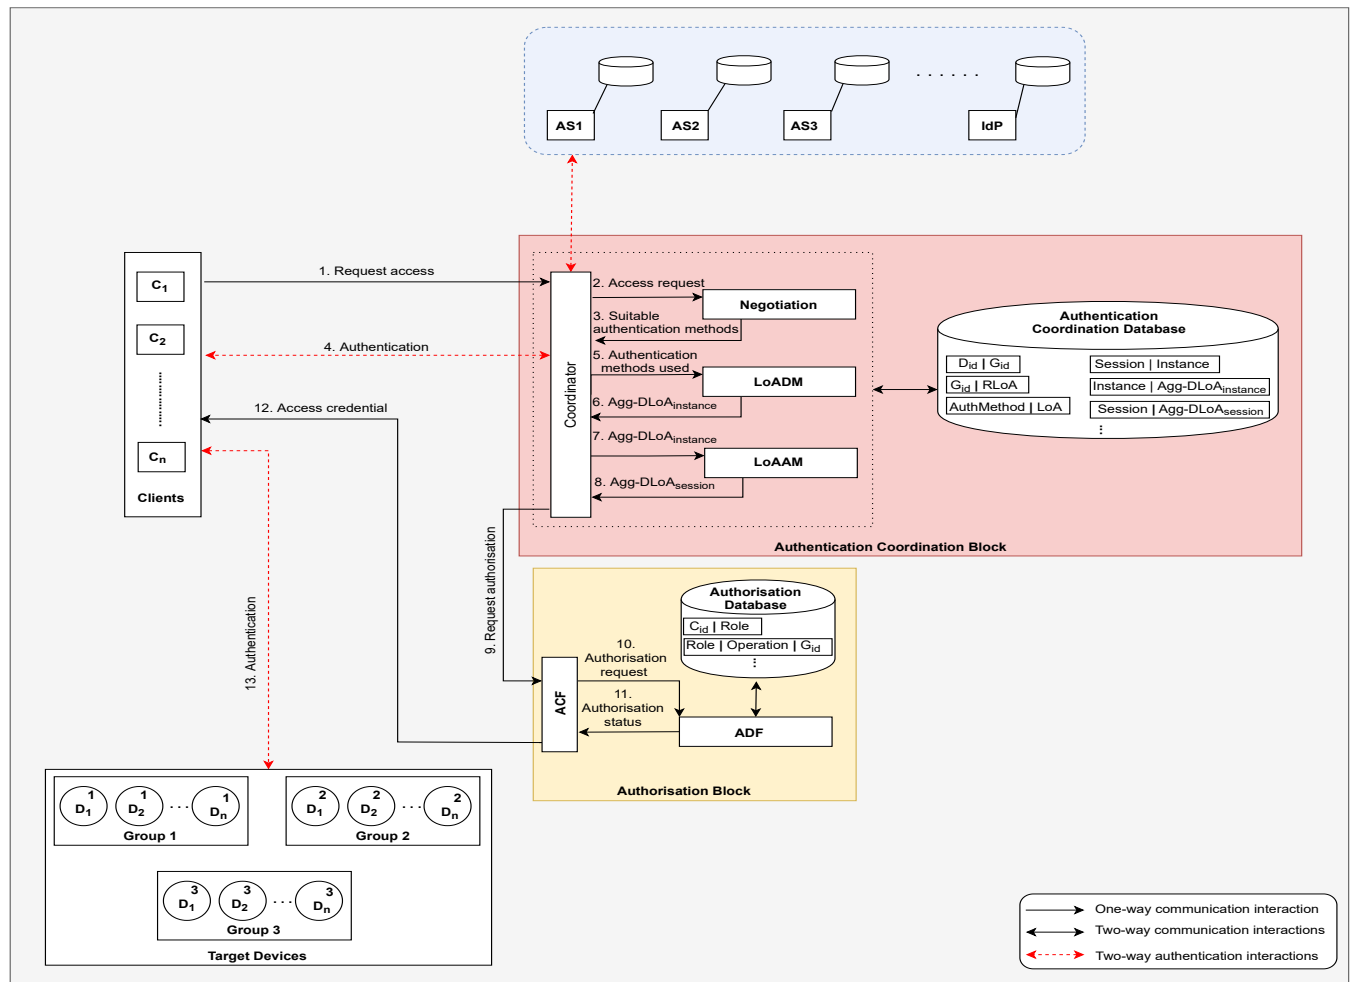 AS1
AS2
AS3
. . . . . .
IdP
C1
C2
Cn
Clients
1. Request access
4. Authentication
12. Access credential
Coordinator
2. Access request
Negotiation
3. Suitable
authentication methods
5. Authentication
methods used
LoADM
6. Agg-DLoAinstance
7. Agg-DLoAinstance
LoAAM
8. Agg-DLoAsession
Authentication
Coordination Database
Did | Gid
Gid | RLoA
AuthMethod | LoA
Session | Instance
Instance | Agg-DLoAinstance
Session | Agg-DLoAsession
⋮
Authentication Coordination Block
9. Request authorisation
13. Authentication
Authorisation
Database
Cid | Role
Role | Operation | Gid
⋮
10.
Authorisation
request
11.
Authorisation
status
ACF
ADF
Authorisation Block
D1 1
D2 1
. . .
Dn 1
Group 1
D1 2
D2 2
. . .
Dn 2
Group 2
D1 3
D2 3
. . .
Dn 3
Group 3
Target Devices
One-way communication interaction
Two-way communication interactions
Two-way authentication interactions